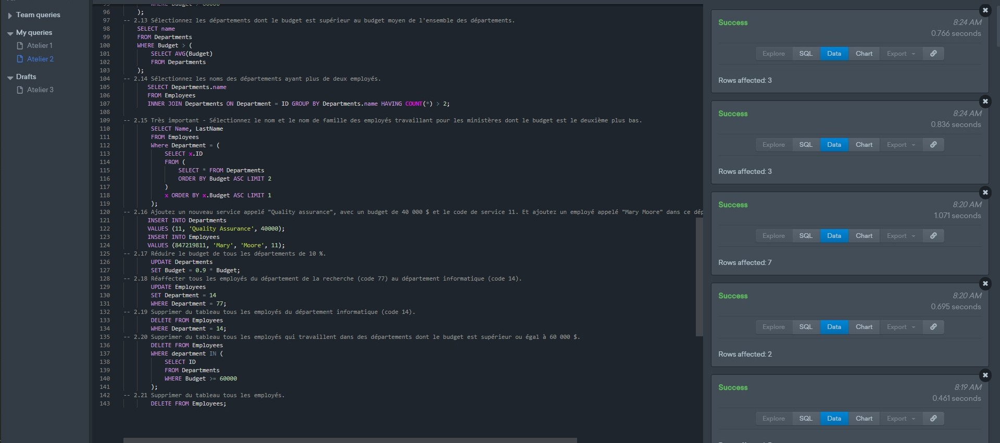 Team queries
My queries
Atelier 1
Atelier 2
Drafts
Atelier 3
96 );
97 -- 2.13 Sélectionnez les départements dont le budget est supérieur au budget moyen de l'ensemble des départements.
98 SELECT name
99 FROM Departments
100 WHERE Budget > (
101 SELECT AVG(Budget)
102 FROM Departments
103 );
104 -- 2.14 Sélectionnez les noms des départements ayant plus de deux employés.
105 SELECT Departments.name
106 FROM Employees
107 INNER JOIN Departments ON Department = ID GROUP BY Departments.name HAVING COUNT(*) > 2;
108
109 -- 2.15 Très important - Sélectionnez le nom et le nom de famille des employés travaillant pour les ministères dont le budget est le deuxième plus bas.
110 SELECT Name, LastName
111 FROM Employees
112 Where Department = (
113 SELECT x.ID
114 FROM (
115 SELECT * FROM Departments
116 ORDER BY Budget ASC LIMIT 2
117 )
118 x ORDER BY x.Budget ASC LIMIT 1
119 );
120 -- 2.16 Ajoutez un nouveau service appelé "Quality assurance", avec un budget de 40 000 $ et le code de service 11. Et ajoutez un employé appelé "Mary Moore" dans ce dép
121 INSERT INTO Departments
122 VALUES (11, 'Quality Assurance', 40000);
123 INSERT INTO Employees
124 VALUES (847219811, 'Mary', 'Moore', 11);
125 -- 2.17 Réduire le budget de tous les départements de 10 %.
126 UPDATE Departments
127 SET Budget = 0.9 * Budget;
128 -- 2.18 Réaffecter tous les employés du département de la recherche (code 77) au département informatique (code 14).
129 UPDATE Employees
130 SET Department = 14
131 WHERE Department = 77;
132 -- 2.19 Supprimer du tableau tous les employés du département informatique (code 14).
133 DELETE FROM Employees
134 WHERE Department = 14;
135 -- 2.20 Supprimer du tableau tous les employés qui travaillent dans des départements dont le budget est supérieur ou égal à 60 000 $.
136 DELETE FROM Employees
137 WHERE department IN (
138 SELECT ID
139 FROM Departments
140 WHERE Budget >= 60000
141 );
142 -- 2.21 Supprimer du tableau tous les employés.
143 DELETE FROM Employees;
Success 8:24 AM
0.766 seconds
Explore SQL Data Chart Export
Rows affected: 3
Success 8:24 AM
0.836 seconds
Explore SQL Data Chart Export
Rows affected: 3
Success 8:20 AM
1.071 seconds
Explore SQL Data Chart Export
Rows affected: 7
Success 8:20 AM
0.695 seconds
Explore SQL Data Chart Export
Rows affected: 2
Success 8:19 AM
0.461 seconds
Explore SQL Data Chart Export